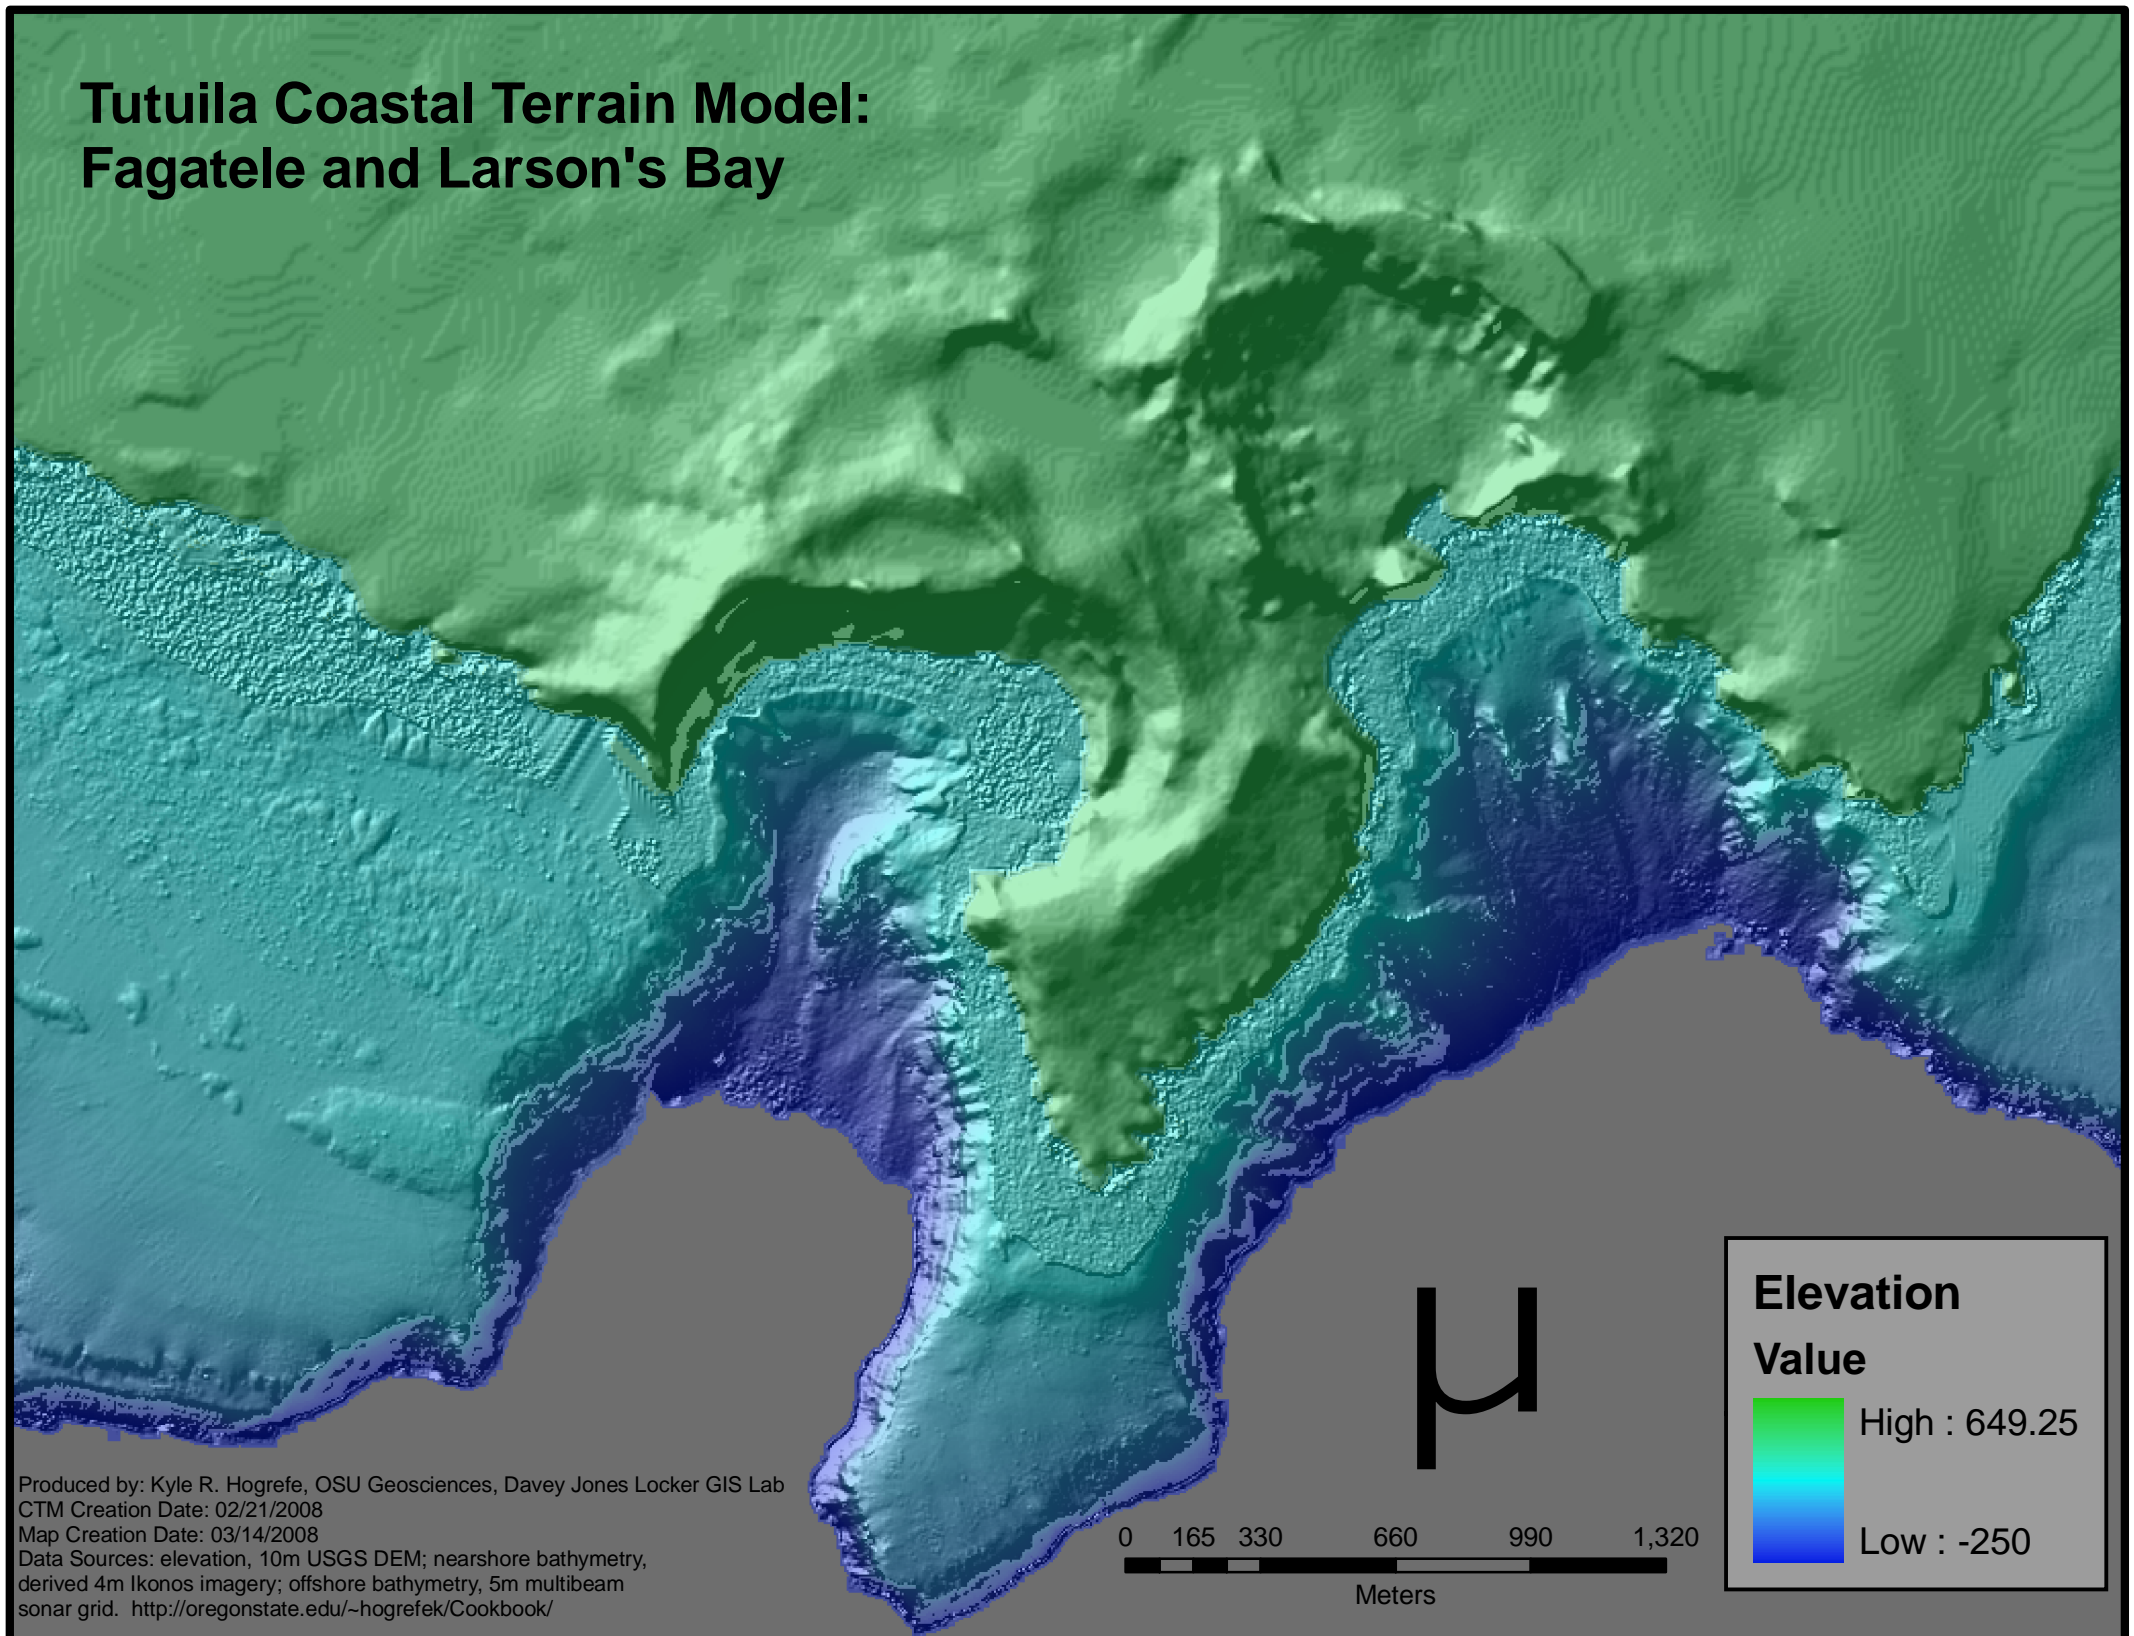 Tutuila Coastal Terrain Model:
Fagatele and Larson's Bay
µ
Elevation
Value
High : 649.25
Low : -250
Produced by: Kyle R. Hogrefe, OSU Geosciences, Davey Jones Locker GIS Lab
CTM Creation Date: 02/21/2008
Map Creation Date: 03/14/2008
Data Sources: elevation, 10m USGS DEM; nearshore bathymetry,
derived 4m Ikonos imagery; offshore bathymetry, 5m multibeam
sonar grid. http://oregonstate.edu/~hogrefek/Cookbook/
0 165 330 660 990 1,320
Meters